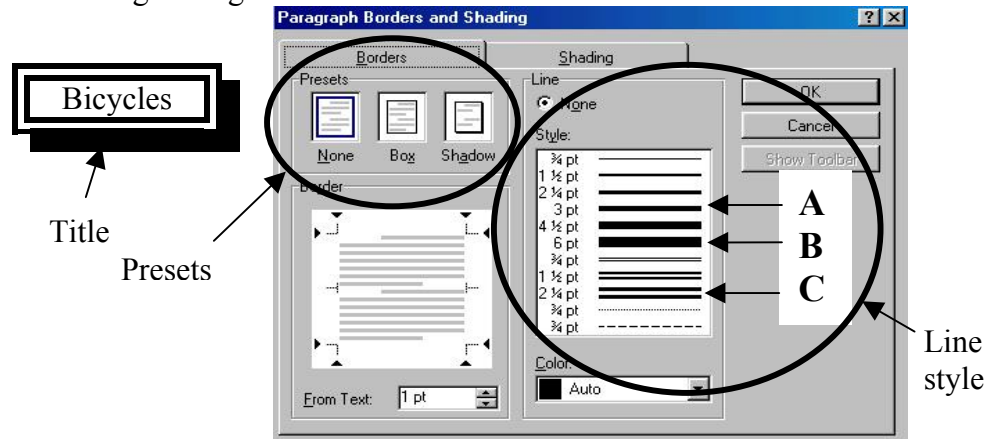 Paragraph Borders and Shading
Borders
Shading
Presets
None
Box
Shadow
Border
From Text: 1 pt
Line
None
Style:
¾ pt
1 ½ pt
2 ¼ pt
3 pt
4 ½ pt
6 pt
¾ pt
1 ½ pt
2 ¼ pt
¾ pt
¾ pt
Color:
Auto
OK
Cancel
Show Toolbar
Bicycles
Title
Presets
A
B
C
Line
style